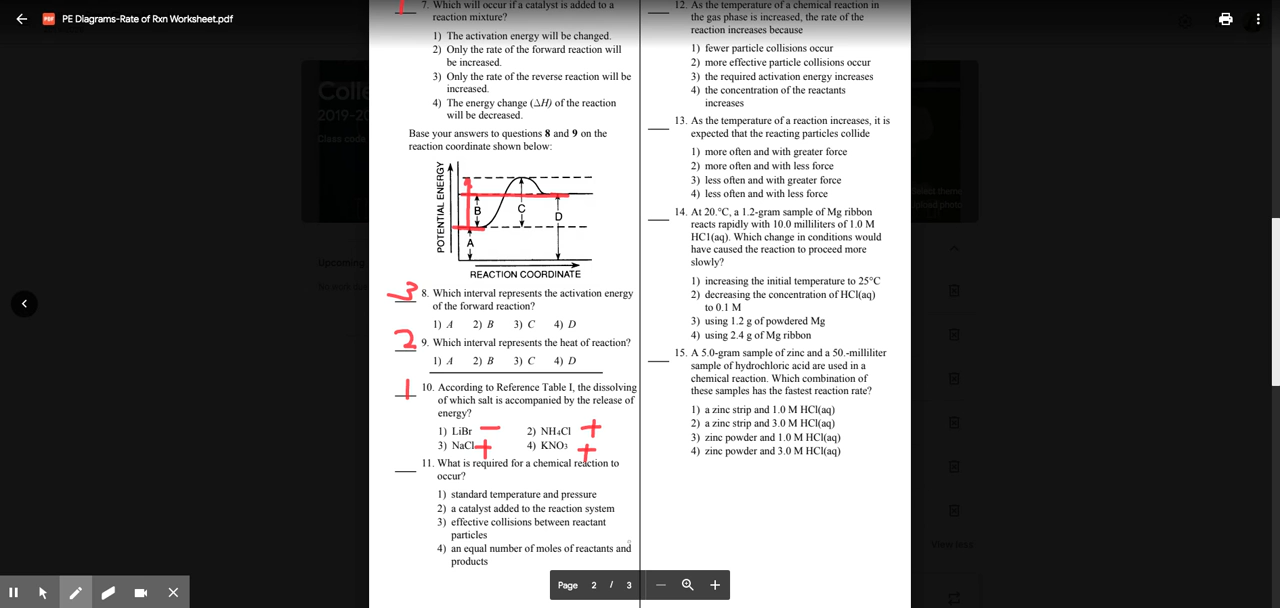 PE Diagrams-Rate of Rxn Worksheet.pdf
1
7. Which will occur if a catalyst is added to a
reaction mixture?
1) The activation energy will be changed.
2) Only the rate of the forward reaction will
be increased.
3) Only the rate of the reverse reaction will be
increased.
4) The energy change (ΔH) of the reaction
will be decreased.
Base your answers to questions 8 and 9 on the
reaction coordinate shown below:
POTENTIAL ENERGY
B
C
D
A
REACTION COORDINATE
3
8. Which interval represents the activation energy
of the forward reaction?
1) A 2) B 3) C 4) D
2
9. Which interval represents the heat of reaction?
1) A 2) B 3) C 4) D
1
10. According to Reference Table I, the dissolving
of which salt is accompanied by the release of
energy?
1) LiBr − 2) NH4Cl +
3) NaCl + 4) KNO3 +
11. What is required for a chemical reaction to
occur?
1) standard temperature and pressure
2) a catalyst added to the reaction system
3) effective collisions between reactant
particles
4) an equal number of moles of reactants and
products
12. As the temperature of a chemical reaction in
the gas phase is increased, the rate of the
reaction increases because
1) fewer particle collisions occur
2) more effective particle collisions occur
3) the required activation energy increases
4) the concentration of the reactants
increases
13. As the temperature of a reaction increases, it is
expected that the reacting particles collide
1) more often and with greater force
2) more often and with less force
3) less often and with greater force
4) less often and with less force
14. At 20.°C, a 1.2-gram sample of Mg ribbon
reacts rapidly with 10.0 milliliters of 1.0 M
HC1(aq). Which change in conditions would
have caused the reaction to proceed more
slowly?
1) increasing the initial temperature to 25°C
2) decreasing the concentration of HCl(aq)
to 0.1 M
3) using 1.2 g of powdered Mg
4) using 2.4 g of Mg ribbon
15. A 5.0-gram sample of zinc and a 50.-milliliter
sample of hydrochloric acid are used in a
chemical reaction. Which combination of
these samples has the fastest reaction rate?
1) a zinc strip and 1.0 M HCl(aq)
2) a zinc strip and 3.0 M HCl(aq)
3) zinc powder and 1.0 M HCl(aq)
4) zinc powder and 3.0 M HCl(aq)
Page 2 / 3
2019-20
Class code
Upcoming
Select theme
Upload photo
View less